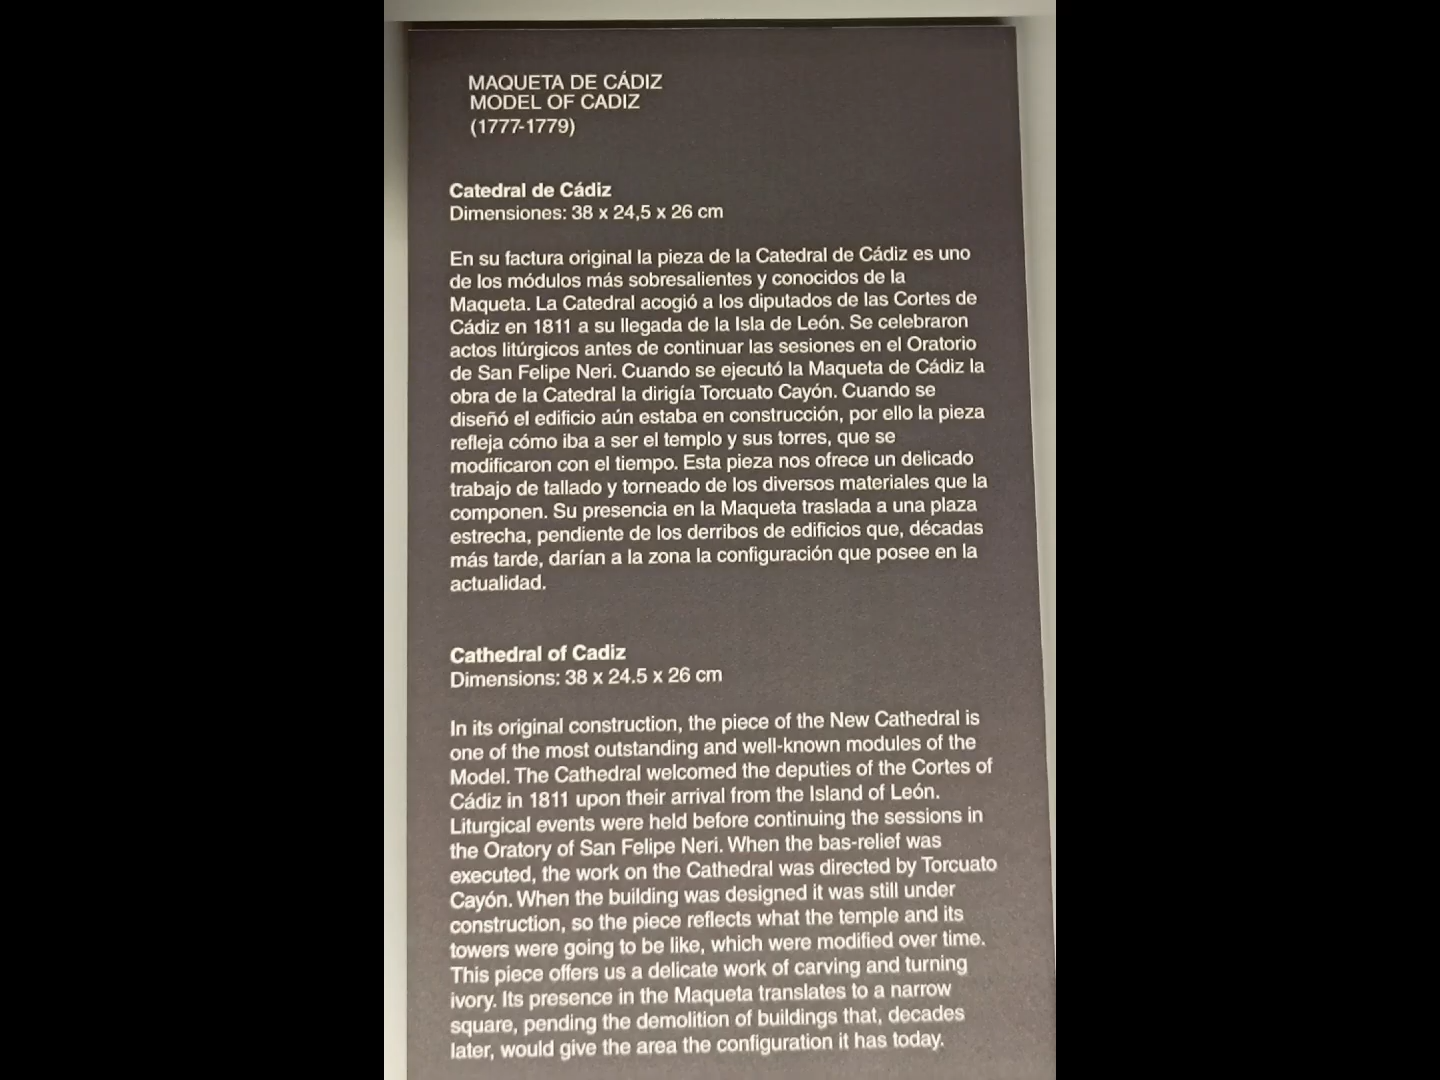 MAQUETA DE CÁDIZ
MODEL OF CADIZ
(1777-1779)
Catedral de Cádiz
Dimensiones: 38 x 24,5 x 26 cm
En su factura original la pieza de la Catedral de Cádiz es uno
de los módulos más sobresalientes y conocidos de la
Maqueta. La Catedral acogió a los diputados de las Cortes de
Cádiz en 1811 a su llegada de la Isla de León. Se celebraron
actos litúrgicos antes de continuar las sesiones en el Oratorio
de San Felipe Neri. Cuando se ejecutó la Maqueta de Cádiz la
obra de la Catedral la dirigía Torcuato Cayón. Cuando se
diseñó el edificio aún estaba en construcción, por ello la pieza
refleja cómo iba a ser el templo y sus torres, que se
modificaron con el tiempo. Esta pieza nos ofrece un delicado
trabajo de tallado y torneado de los diversos materiales que la
componen. Su presencia en la Maqueta traslada a una plaza
estrecha, pendiente de los derribos de edificios que, décadas
más tarde, darían a la zona la configuración que posee en la
actualidad.
Cathedral of Cadiz
Dimensions: 38 x 24.5 x 26 cm
In its original construction, the piece of the New Cathedral is
one of the most outstanding and well-known modules of the
Model. The Cathedral welcomed the deputies of the Cortes of
Cádiz in 1811 upon their arrival from the Island of León.
Liturgical events were held before continuing the sessions in
the Oratory of San Felipe Neri. When the bas-relief was
executed, the work on the Cathedral was directed by Torcuato
Cayón. When the building was designed it was still under
construction, so the piece reflects what the temple and its
towers were going to be like, which were modified over time.
This piece offers us a delicate work of carving and turning
ivory. Its presence in the Maqueta translates to a narrow
square, pending the demolition of buildings that, decades
later, would give the area the configuration it has today.